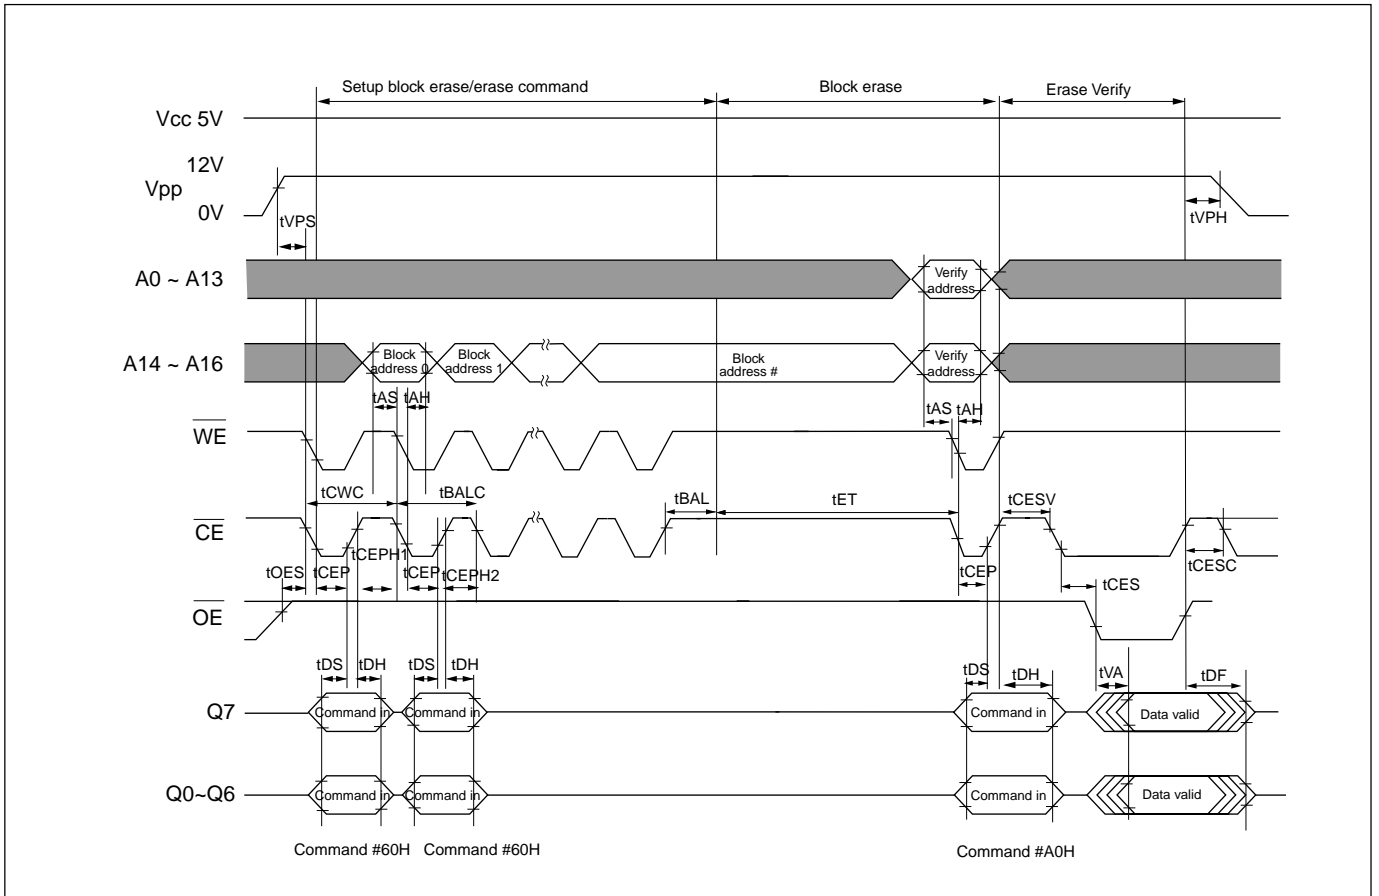 Setup block erase/erase command
Block erase
Erase Verify
Vcc 5V
12V
Vpp
0V
tVPS
tVPH
A0 ~ A13
Verify
address
A14 ~ A16
Block
address 0
Block
address 1
Block
address #
Verify
address
tAS
tAH
tAS
tAH
WE
tCWC
tBALC
tBAL
tET
tCESV
CE
tCEPH1
tOES
tCEP
tCEP
tCEPH2
tCEP
tCES
tCESC
OE
tDS
tDH
tDS
tDH
tDS
tDH
tVA
tDF
Q7
Command in
Command in
Command in
Data valid
Q0~Q6
Command in
Command in
Command in
Data valid
Command #60H
Command #60H
Command #A0H